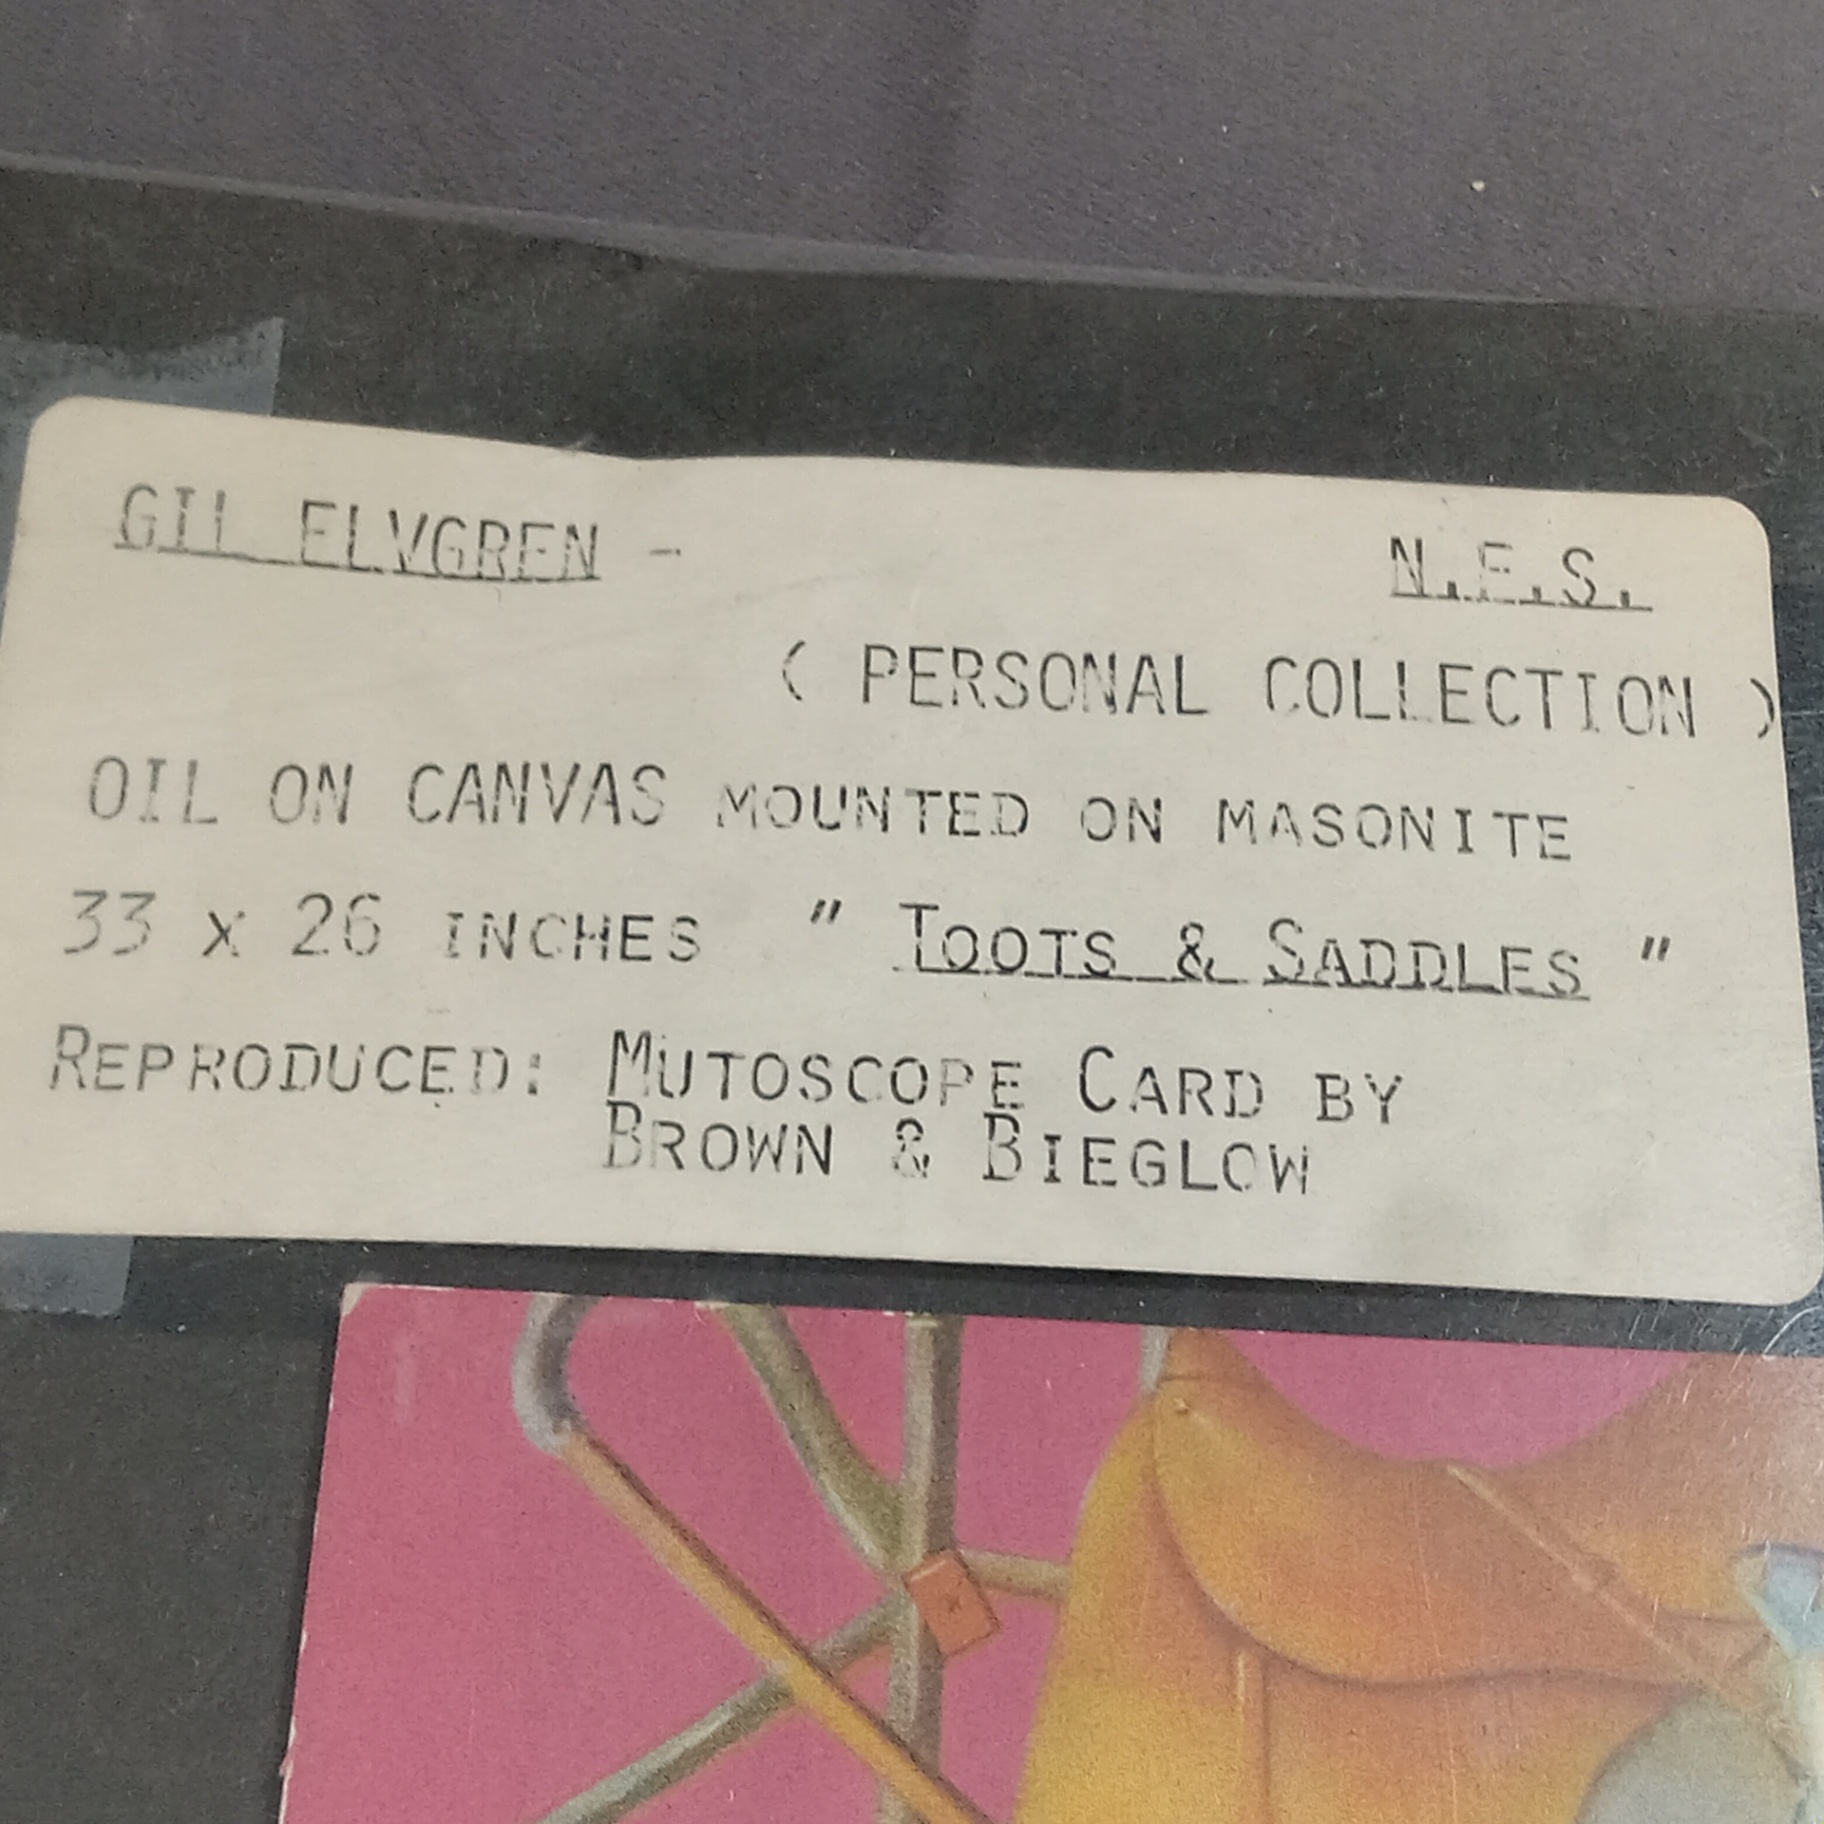 GIL ELVGREN - N.F.S.
( PERSONAL COLLECTION )
OIL ON CANVAS MOUNTED ON MASONITE
33 x 26 INCHES " TOOTS & SADDLES "
REPRODUCED: MUTOSCOPE CARD BY
BROWN & BIEGLOW